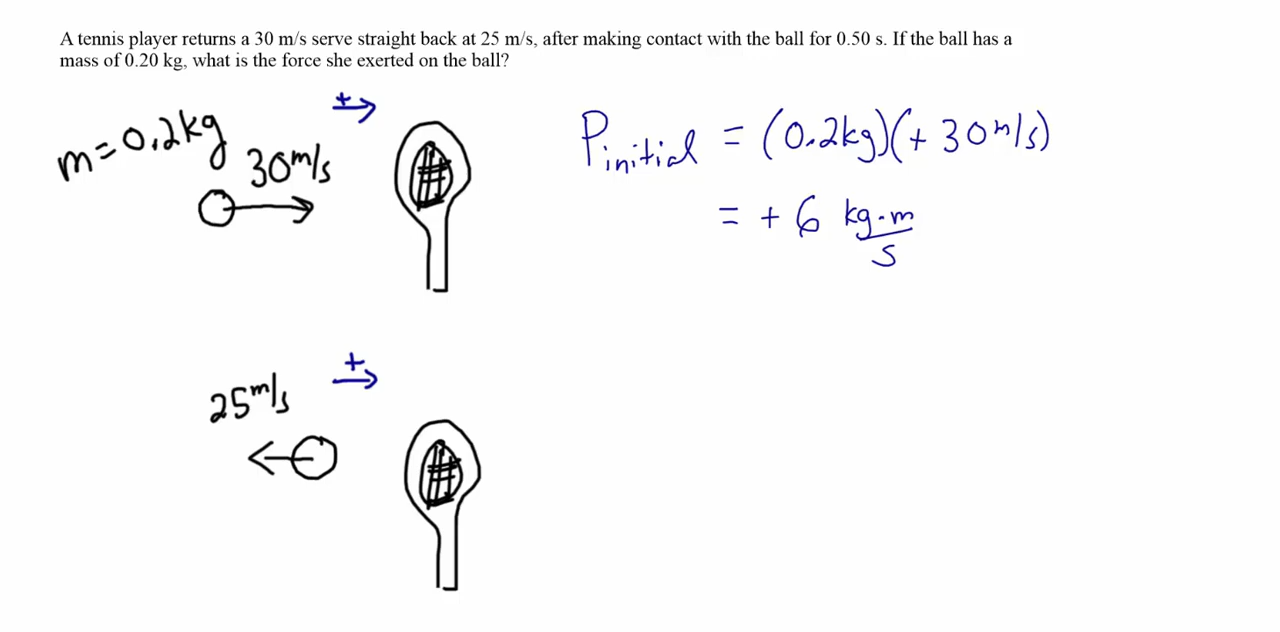 A tennis player returns a 30 m/s serve straight back at 25 m/s, after making contact with the ball for 0.50 s. If the ball has a
mass of 0.20 kg, what is the force she exerted on the ball?
+
m=0.2kg
30m/s
Pinitial = (0.2kg)(+30m/s)
= +6 kg·m/s
+
25m/s